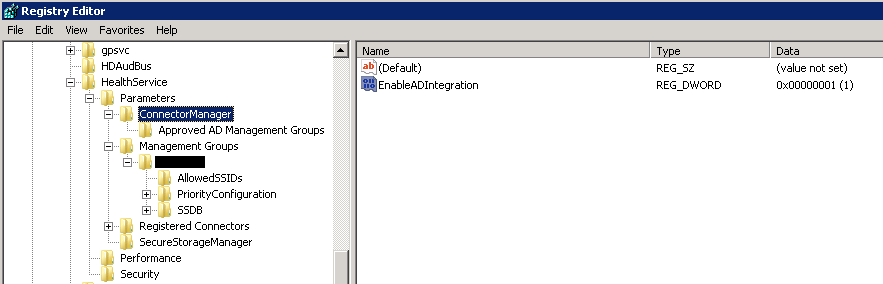 Registry Editor
File Edit View Favorites Help
gpsvc
HDAudBus
HealthService
Parameters
ConnectorManager
Approved AD Management Groups
Management Groups
AllowedSSIDs
PriorityConfiguration
SSDB
Registered Connectors
SecureStorageManager
Performance
Security
Name Type Data
(Default) REG_SZ (value not set)
EnableADIntegration REG_DWORD 0x00000001 (1)